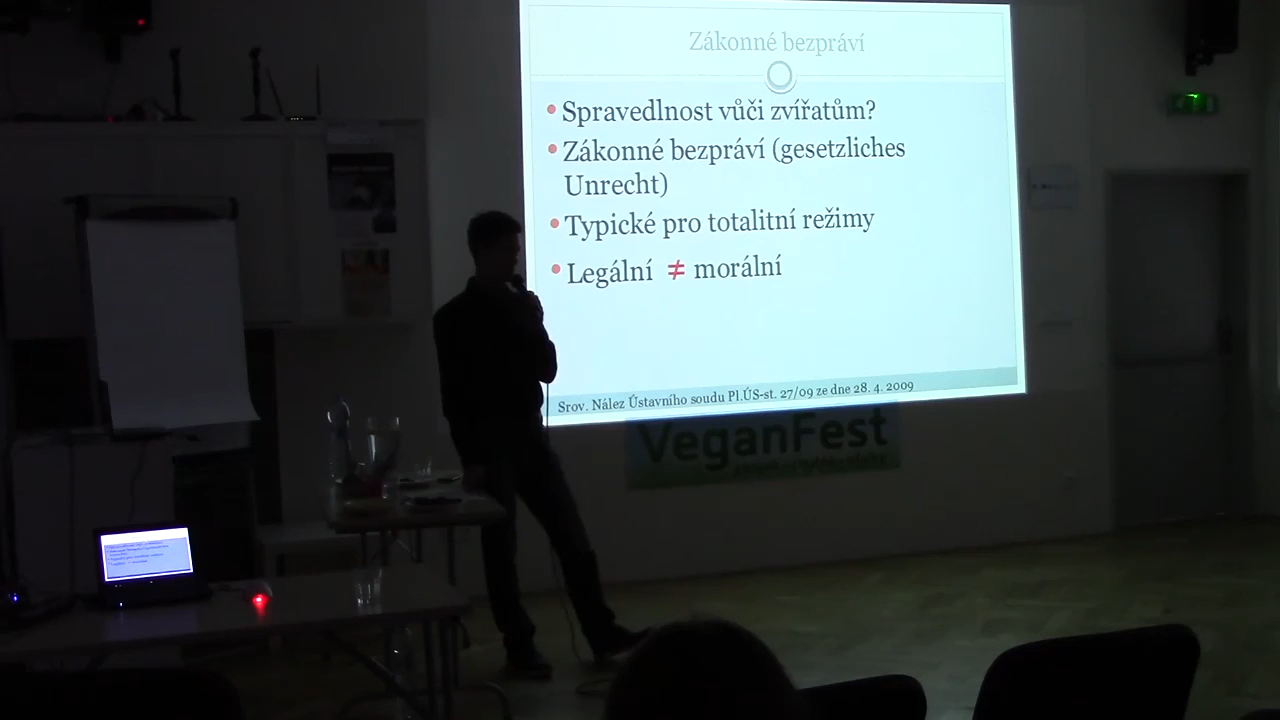 Zákonné bezpráví
• Spravedlnost vůči zvířatům?
• Zákonné bezpráví (gesetzliches
Unrecht)
• Typické pro totalitní režimy
• Legální ≠ morální
Srov. Nález Ústavního soudu Pl.ÚS-st. 27/09 ze dne 28. 4. 2009
VeganFest